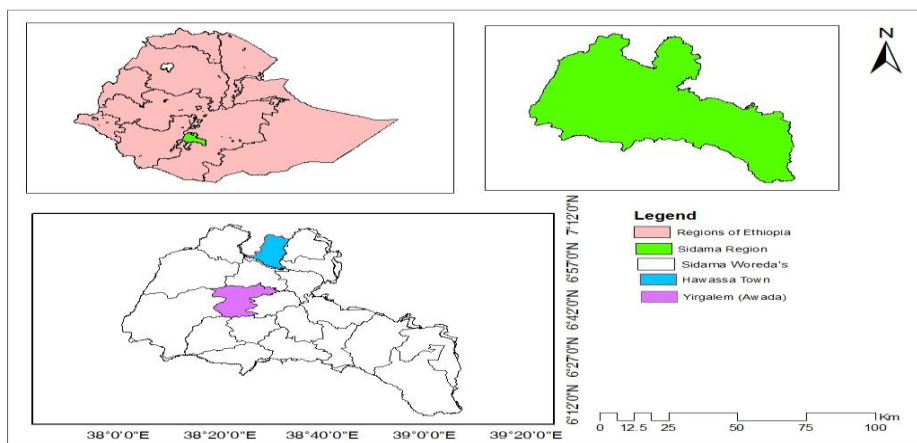 N
Legend
Regions of Ethiopia
Sidama Region
Sidama Woreda's
Hawassa Town
Yirgalem (Awada)
7°12'0"N
6°57'0"N
6°42'0"N
6°27'0"N
6°12'0"N
38°0'0"E
38°20'0"E
38°40'0"E
39°0'0"E
39°20'0"E
Km
0 12.5 25 50 75 100